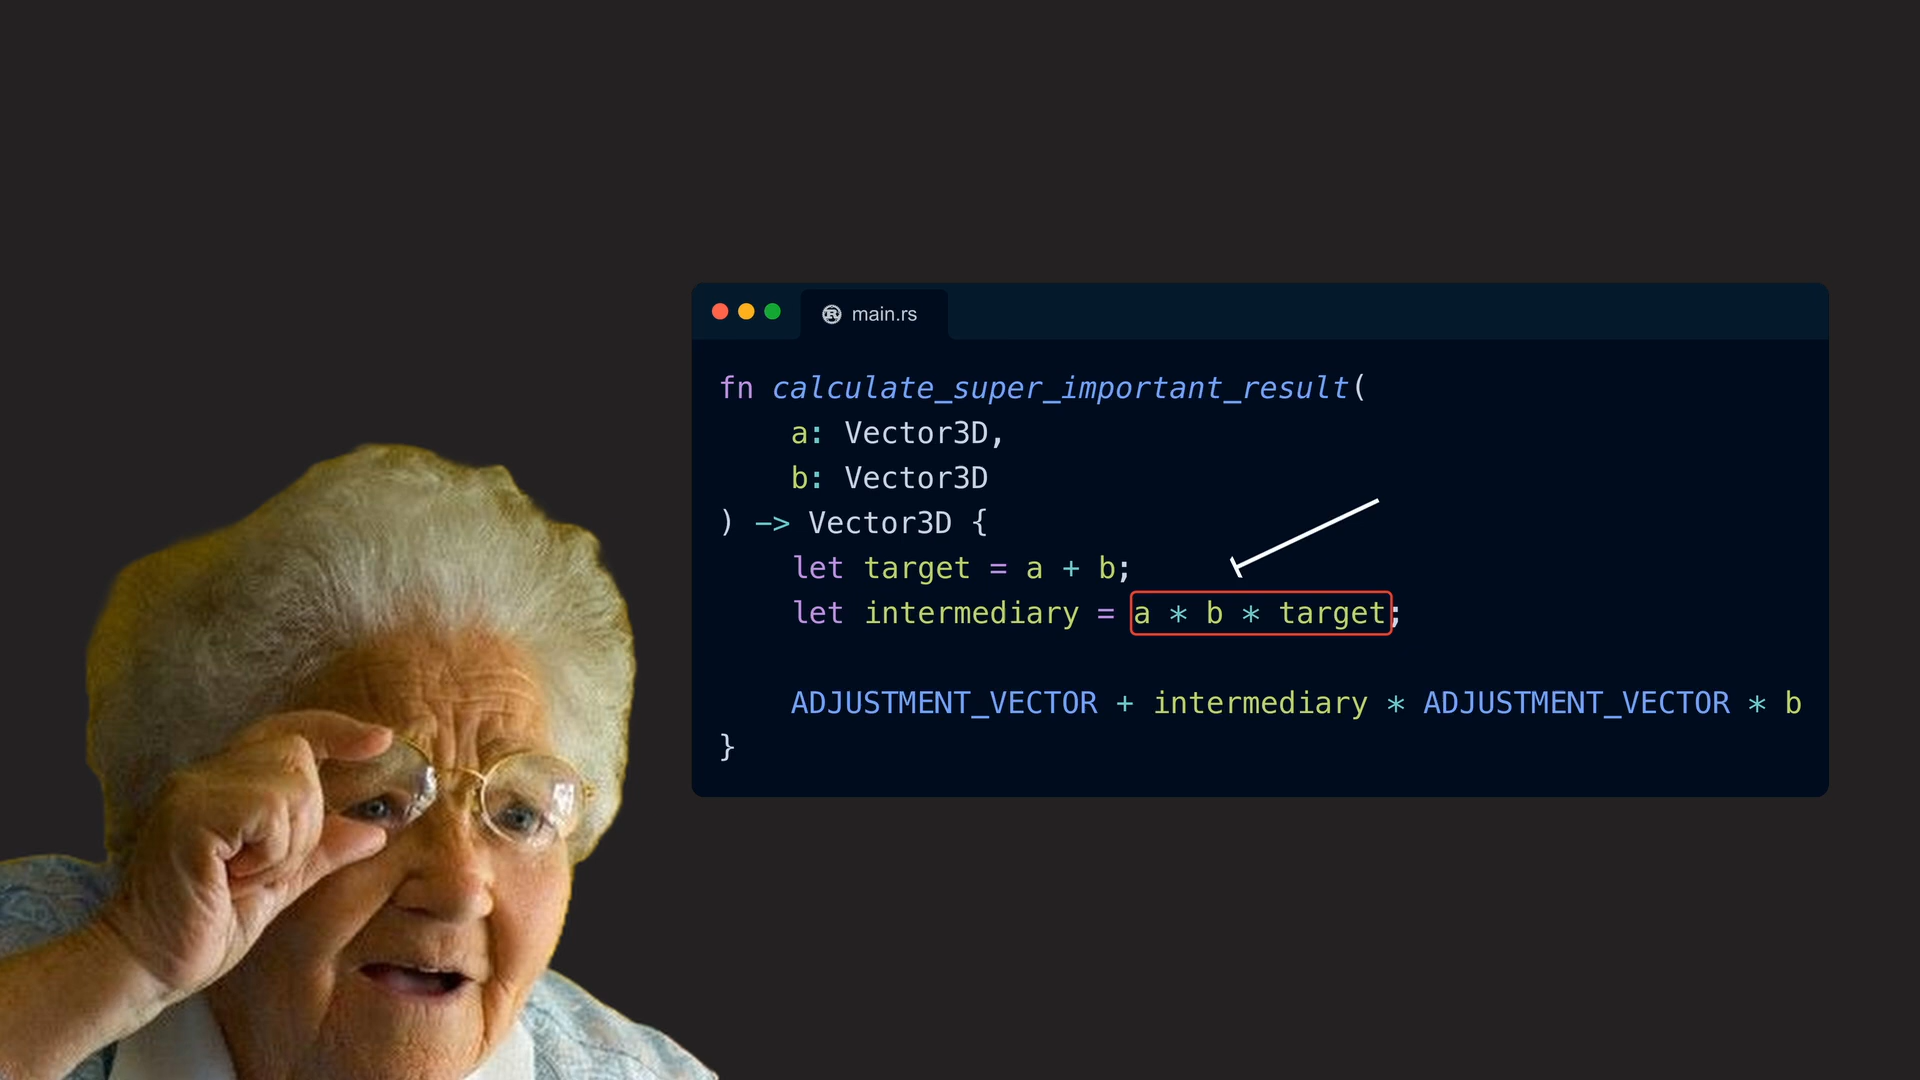 main.rs
fn calculate_super_important_result(
    a: Vector3D,
    b: Vector3D
) -> Vector3D {
    let target = a + b;
    let intermediary = a * b * target;
    ADJUSTMENT_VECTOR + intermediary * ADJUSTMENT_VECTOR * b
}